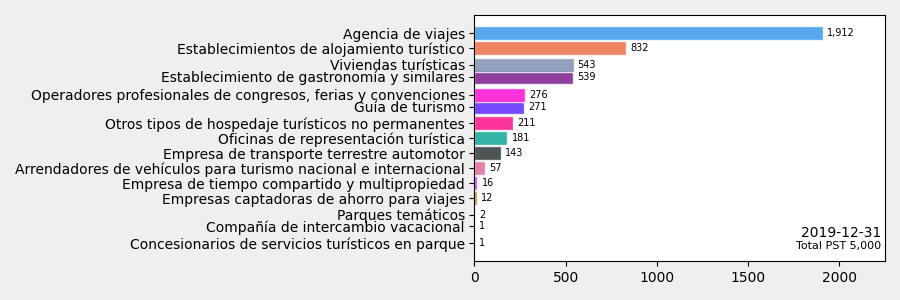 Agencia de viajes 1,912
Establecimientos de alojamiento turístico 832
Viviendas turísticas 543
Establecimiento de gastronomía y similares 539
Operadores profesionales de congresos, ferias y convenciones 276
Guía de turismo 271
Otros tipos de hospedaje turísticos no permanentes 211
Oficinas de representación turística 181
Empresa de transporte terrestre automotor 143
Arrendadores de vehículos para turismo nacional e internacional 57
Empresa de tiempo compartido y multipropiedad 16
Empresas captadoras de ahorro para viajes 12
Parques temáticos 2
Compañía de intercambio vacacional 1
Concesionarios de servicios turísticos en parque 1
2019-12-31
Total PST 5,000
0 500 1000 1500 2000